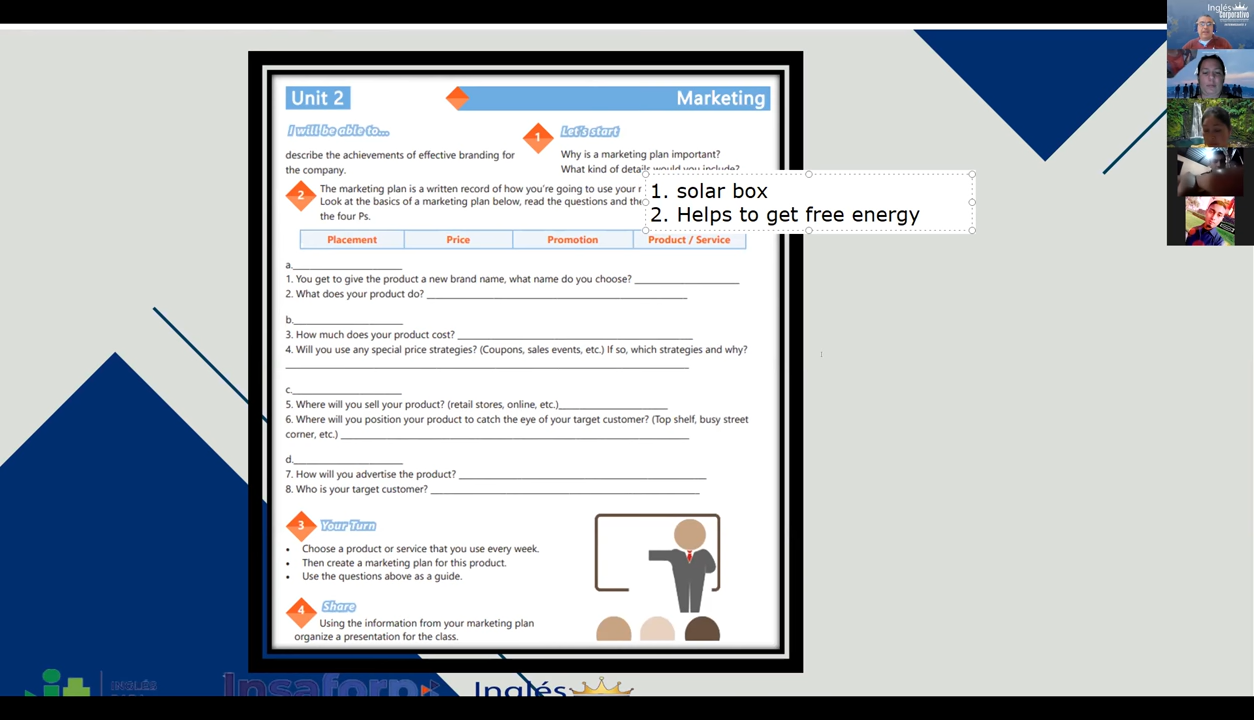 Unit 2
Marketing
I will be able to...
describe the achievements of effective branding for
the company.
1
Let's start
Why is a marketing plan important?
What kind of details would you include?
2
The marketing plan is a written record of how you're going to use your
Look at the basics of a marketing plan below, read the questions and
the four Ps.
1. solar box
2. Helps to get free energy
Placement Price Promotion Product / Service
a.
1. You get to give the product a new brand name, what name do you choose?
2. What does your product do?
b.
3. How much does your product cost?
4. Will you use any special price strategies? (Coupons, sales events, etc.) If so, which strategies and why?
c.
5. Where will you sell your product? (retail stores, online, etc.)
6. Where will you position your product to catch the eye of your target customer? (Top shelf, busy street
corner, etc.)
d.
7. How will you advertise the product?
8. Who is your target customer?
3
Your Turn
• Choose a product or service that you use every week.
• Then create a marketing plan for this product.
• Use the questions above as a guide.
4
Share
Using the information from your marketing plan
organize a presentation for the class.
INGLÉS
Insaforp
Inglés
Inglés
corporativo